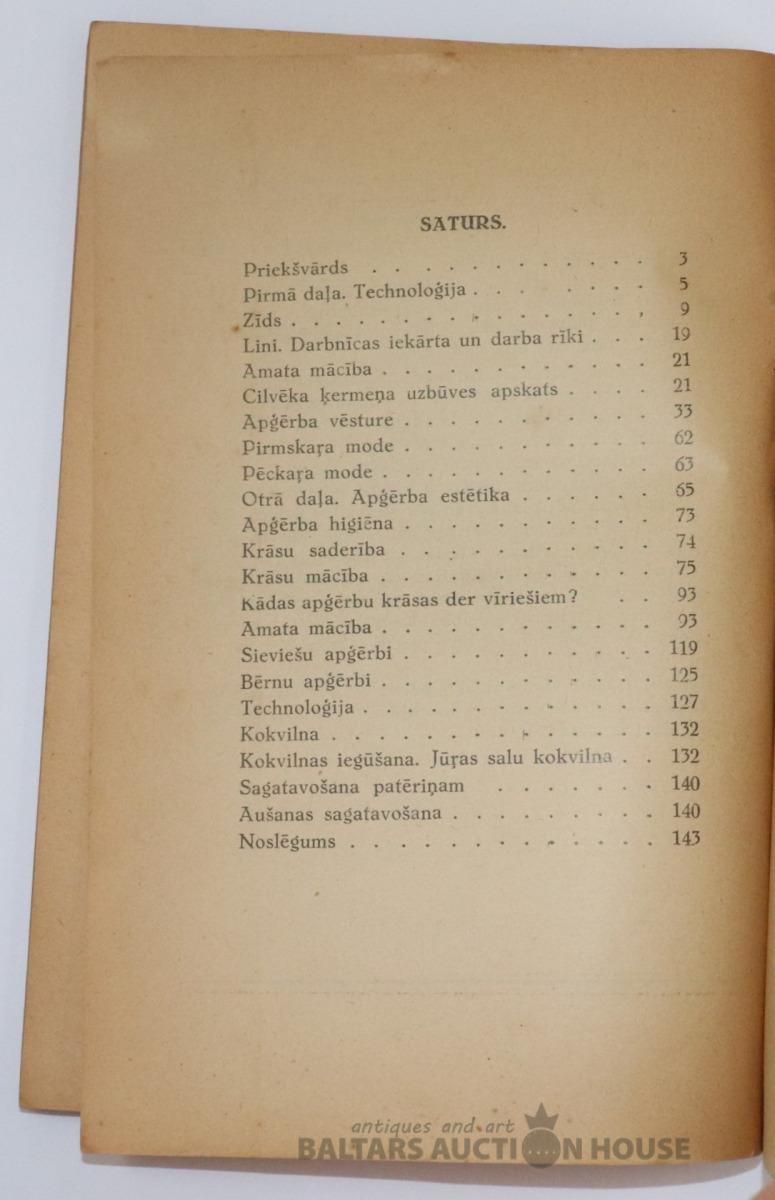 SATURS.
Priekšvārds . . . . . . . . . . . . 3
Pirmā daļa. Technoloģija . . . . . . 5
Zīds . . . . . . . . . . . . . . . 9
Lini. Darbnīcas iekārta un darba rīki . . . 19
Amata mācība . . . . . . . . . . . . 21
Cilvēka ķermeņa uzbūves apskats . . . . 21
Apģērba vēsture . . . . . . . . . . . 33
Pirmskaŗa mode . . . . . . . . . . . 62
Pēckaŗa mode . . . . . . . . . . . . 63
Otrā daļa. Apģērba estētika . . . . . . 65
Apģērba higiēna . . . . . . . . . . . 73
Krāsu saderība . . . . . . . . . . . 74
Krāsu mācība . . . . . . . . . . . . 75
Kādas apģērbu krāsas der vīriešiem? . . 93
Amata mācība . . . . . . . . . . . . 93
Sieviešu apģērbi . . . . . . . . . . . 119
Bērnu apģērbi . . . . . . . . . . . . 125
Technoloģija . . . . . . . . . . . . . 127
Kokvilna . . . . . . . . . . . . . . 132
Kokvilnas iegūšana. Jūŗas salu kokvilna . . 132
Sagatavošana patēriņam . . . . . . . 140
Aušanas sagatavošana . . . . . . . . . 140
Noslēgums . . . . . . . . . . . . . 143
antiques and art
BALTARS AUCTION HOUSE